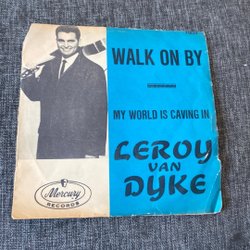 WALK ON BY
MY WORLD IS CAVING IN
LEROY
VAN
DYKE
Mercury
RECORDS